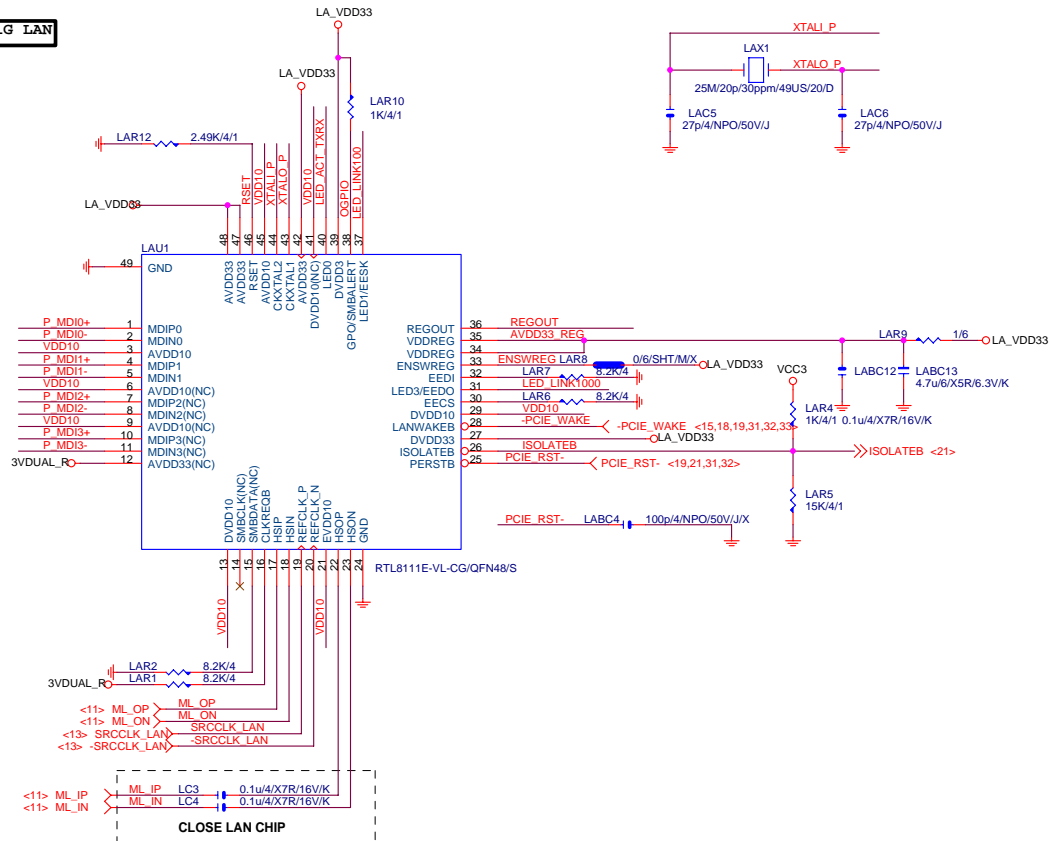 LG LAN
LA_VDD33
LA_VDD33
LAR10
1K/4/1
LAR12 2.49K/4/1
RSET
VDD10
XTALI_P
XTALO_P
VDD10
LED_ACT_TXRX
OGPIO
LED_LINK100
LA_VDD33
XTALI_P
LAX1
XTALO_P
25M/20p/30ppm/49US/20/D
LAC5
27p/4/NPO/50V/J
LAC6
27p/4/NPO/50V/J
48 47 46 45 44 43 42 41 40 39 38 37
LAU1
49 GND
AVDD33
AVDD33
RSET
AVDD10
CKXTAL2
CKXTAL1
AVDD33
DVDD10(NC)
LED0
DVDD3
GPO/SMBALERT
LED1/EESK
P_MDI0+ 1 MDIP0
P_MDI0- 2 MDIN0
VDD10 3 AVDD10
P_MDI1+ 4 MDIP1
P_MDI1- 5 MDIN1
VDD10 6 AVDD10(NC)
P_MDI2+ 7 MDIP2(NC)
P_MDI2- 8 MDIN2(NC)
VDD10 9 AVDD10(NC)
P_MDI3+ 10 MDIP3(NC)
P_MDI3- 11 MDIN3(NC)
3VDUAL_R 12 AVDD33(NC)
REGOUT 36 REGOUT
VDDREG 35 AVDD33_REG
VDDREG 34
ENSWREG 33 ENSWREG LAR8 0/6/SHT/M/X LA_VDD33
EEDI 32 LAR7 8.2K/4
LED3/EEDO 31 LED_LINK1000
EECS 30 LAR6 8.2K/4
DVDD10 29 VDD10
LANWAKEB 28 -PCIE_WAKE -PCIE_WAKE <15,18,19,31,32,33>
DVDD33 27 LA_VDD33
ISOLATEB 26 ISOLATEB ISOLATEB <21>
PERSTB 25 PCIE_RST- PCIE_RST- <19,21,31,32>
LAR9 1/6 LA_VDD33
LABC12
0.1u/4/X7R/16V/K
LABC13
4.7u/6/X5R/6.3V/K
VCC3
LAR4
1K/4/1
LAR5
15K/4/1
PCIE_RST- LABC4 100p/4/NPO/50V/J/X
DVDD10
SMBCLK(NC)
SMBDATA(NC)
CLKREQB
HSIP
HSIN
REFCLK_P
REFCLK_N
EVDD10
HSOP
HSON
GND
13 14 15 16 17 18 19 20 21 22 23 24
RTL8111E-VL-CG/QFN48/S
VDD10
VDD10
LAR2 8.2K/4
3VDUAL_R LAR1 8.2K/4
<11> ML_OP ML_OP
<11> ML_ON ML_ON
<13> SRCCLK_LAN SRCCLK_LAN
<13> -SRCCLK_LAN -SRCCLK_LAN
<11> ML_IP ML_IP LC3 0.1u/4/X7R/16V/K
<11> ML_IN ML_IN LC4 0.1u/4/X7R/16V/K
CLOSE LAN CHIP